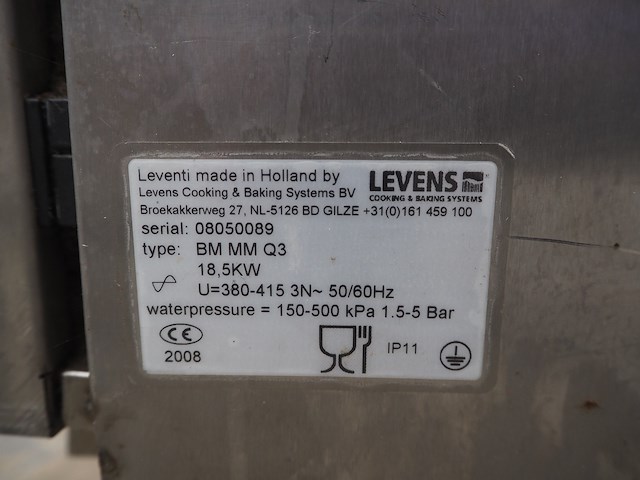 Leventi made in Holland by
LEVENS
Levens Cooking & Baking Systems BV
COOKING & BAKING SYSTEMS
Broekakkerweg 27, NL-5126 BD GILZE +31(0)161 459 100
serial: 08050089
type: BM MM Q3
18,5KW
U=380-415 3N~ 50/60Hz
waterpressure = 150-500 kPa 1.5-5 Bar
CE
2008
IP11